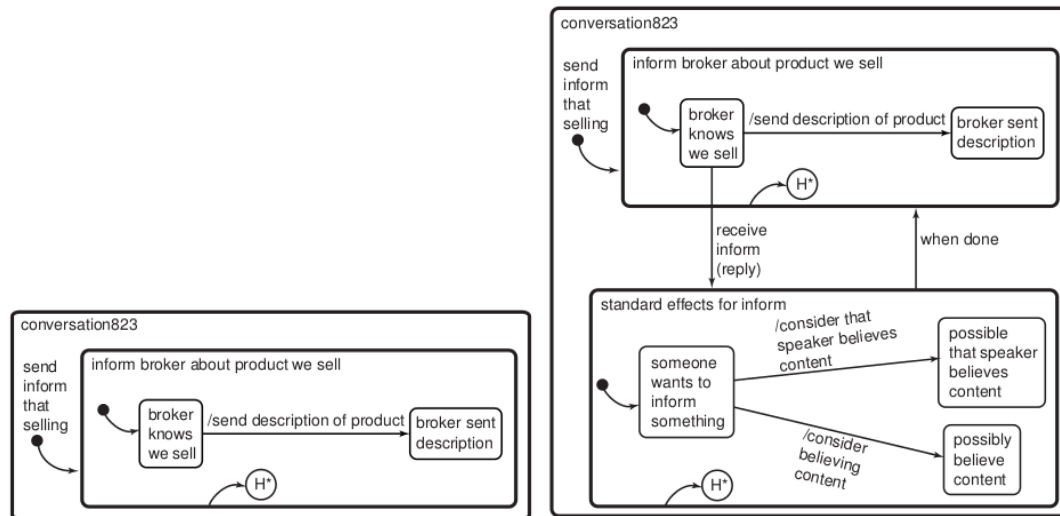 conversation823
send
inform
that
selling
inform broker about product we sell
broker
knows
we sell
/send description of product
broker sent
description
H*
conversation823
send
inform
that
selling
inform broker about product we sell
broker
knows
we sell
/send description of product
broker sent
description
H*
receive
inform
(reply)
when done
standard effects for inform
someone
wants to
inform
something
/consider that
speaker believes
content
possible
that speaker
believes
content
/consider
believing
content
possibly
believe
content
H*